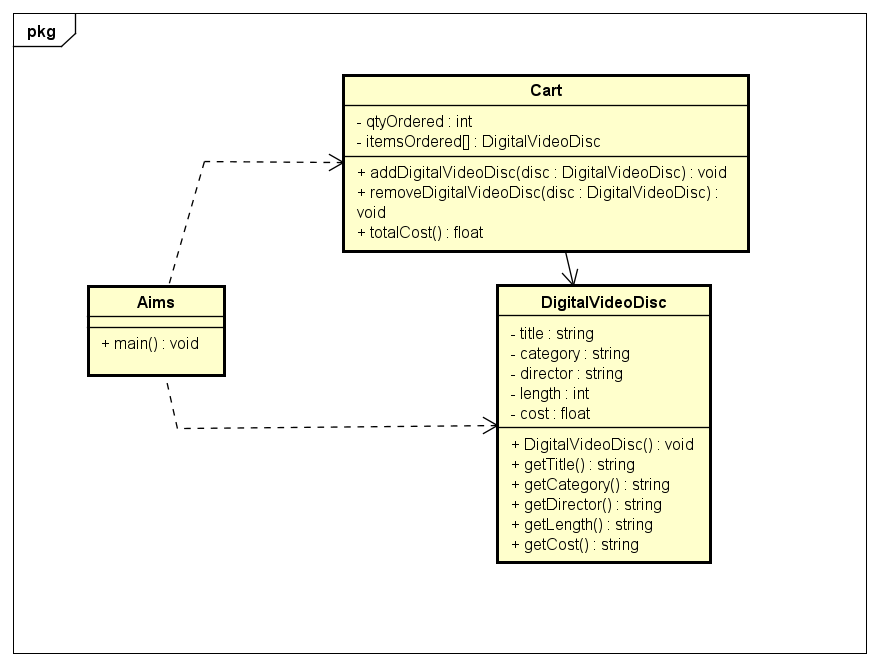 pkg
Cart
- qtyOrdered : int
- itemsOrdered[] : DigitalVideoDisc
+ addDigitalVideoDisc(disc : DigitalVideoDisc) : void
+ removeDigitalVideoDisc(disc : DigitalVideoDisc) :
void
+ totalCost() : float
Aims
+ main() : void
DigitalVideoDisc
- title : string
- category : string
- director : string
- length : int
- cost : float
+ DigitalVideoDisc() : void
+ getTitle() : string
+ getCategory() : string
+ getDirector() : string
+ getLength() : string
+ getCost() : string